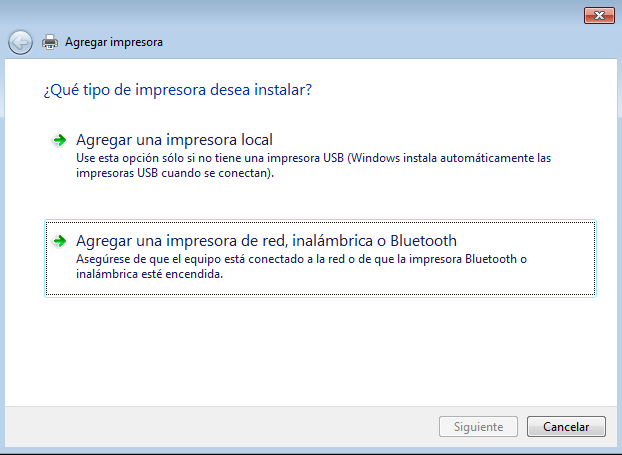 Agregar impresora
¿Qué tipo de impresora desea instalar?
Agregar una impresora local
Use esta opción sólo si no tiene una impresora USB (Windows instala automáticamente las
impresoras USB cuando se conectan).
Agregar una impresora de red, inalámbrica o Bluetooth
Asegúrese de que el equipo está conectado a la red o de que la impresora Bluetooth o
inalámbrica esté encendida.
Siguiente
Cancelar